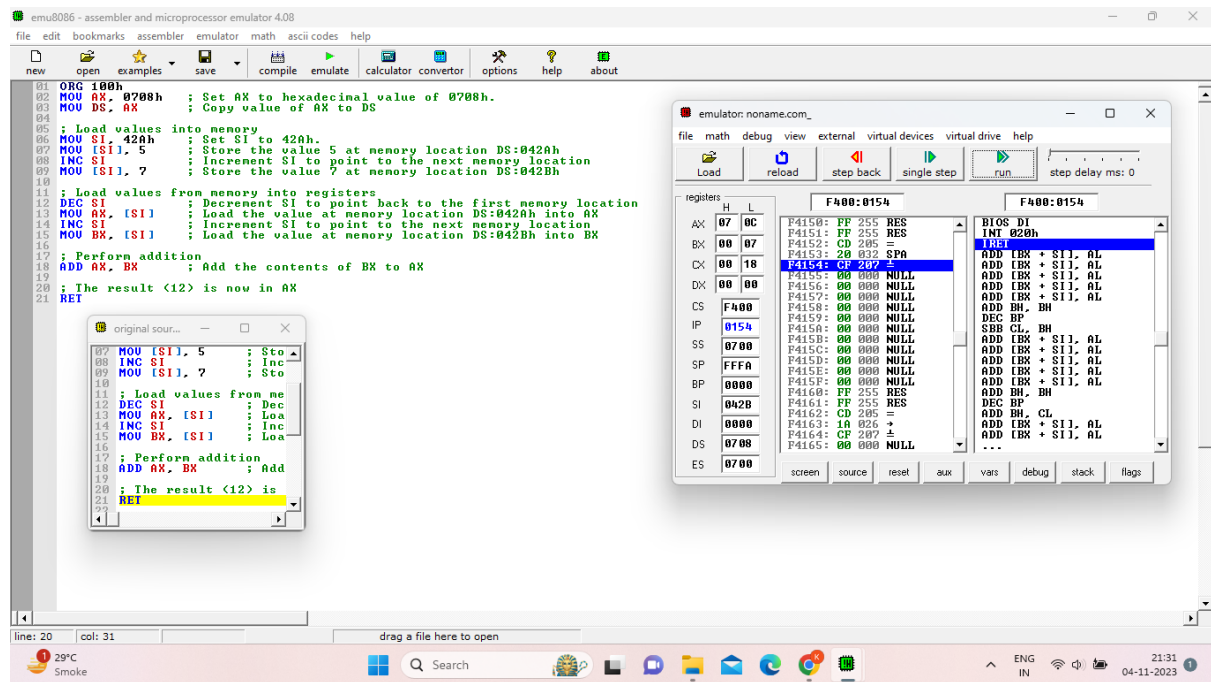 emu8086 - assembler and microprocessor emulator 4.08
file edit bookmarks assembler emulator math ascii codes help
new open examples save compile emulate calculator convertor options help about
01 ORG 100h
02 MOV AX, 0708h ; Set AX to hexadecimal value of 0708h.
03 MOV DS, AX ; Copy value of AX to DS
04
05 ; Load values into memory
06 MOV SI, 42Ah ; Set SI to 42Ah.
07 MOV [SI], 5 ; Store the value 5 at memory location DS:042Ah
08 INC SI ; Increment SI to point to the next memory location
09 MOV [SI], 7 ; Store the value 7 at memory location DS:042Bh
10
11 ; Load values from memory into registers
12 DEC SI ; Decrement SI to point back to the first memory location
13 MOV AX, [SI] ; Load the value at memory location DS:042Ah into AX
14 INC SI ; Increment SI to point to the next memory location
15 MOV BX, [SI] ; Load the value at memory location DS:042Bh into BX
16
17 ; Perform addition
18 ADD AX, BX ; Add the contents of BX to AX
19
20 ; The result (12) is now in AX
21 RET
original sour...
07 MOV [SI], 5 ; Sto
08 INC SI ; Inc
09 MOV [SI], 7 ; Sto
10
11 ; Load values from me
12 DEC SI ; Dec
13 MOV AX, [SI] ; Loa
14 INC SI ; Inc
15 MOV BX, [SI] ; Loa
16
17 ; Perform addition
18 ADD AX, BX ; Add
19
20 ; The result (12) is
21 RET
22
emulator: noname.com_
file math debug view external virtual devices virtual drive help
Load reload step back single step run step delay ms: 0
registers
H L
AX 07 0C
BX 00 07
CX 00 18
DX 00 00
CS F400
IP 0154
SS 0700
SP FFFA
BP 0000
SI 042B
DI 0000
DS 0708
ES 0700
F400:0154
F4150: FF 255 RES
F4151: FF 255 RES
F4152: CD 205 =
F4153: 20 032 SPA
F4154: CF 207 ╧
F4155: 00 000 NULL
F4156: 00 000 NULL
F4157: 00 000 NULL
F4158: 00 000 NULL
F4159: 00 000 NULL
F415A: 00 000 NULL
F415B: 00 000 NULL
F415C: 00 000 NULL
F415D: 00 000 NULL
F415E: 00 000 NULL
F415F: 00 000 NULL
F4160: FF 255 RES
F4161: FF 255 RES
F4162: CD 205 =
F4163: 1A 026 →
F4164: CF 207 ╧
F4165: 00 000 NULL
F400:0154
BIOS DI
INT 020h
IRET
ADD [BX + SI], AL
ADD [BX + SI], AL
ADD [BX + SI], AL
ADD [BX + SI], AL
ADD [BX + SI], AL
ADD BH, BH
DEC BP
SBB CL, BH
ADD [BX + SI], AL
ADD [BX + SI], AL
ADD [BX + SI], AL
ADD [BX + SI], AL
ADD [BX + SI], AL
ADD BH, BH
DEC BP
ADD BH, CL
ADD [BX + SI], AL
ADD [BX + SI], AL
...
screen source reset aux vars debug stack flags
line: 20 col: 31 drag a file here to open
1
29°C
Smoke
Search
ENG
IN
21:31
04-11-2023
1